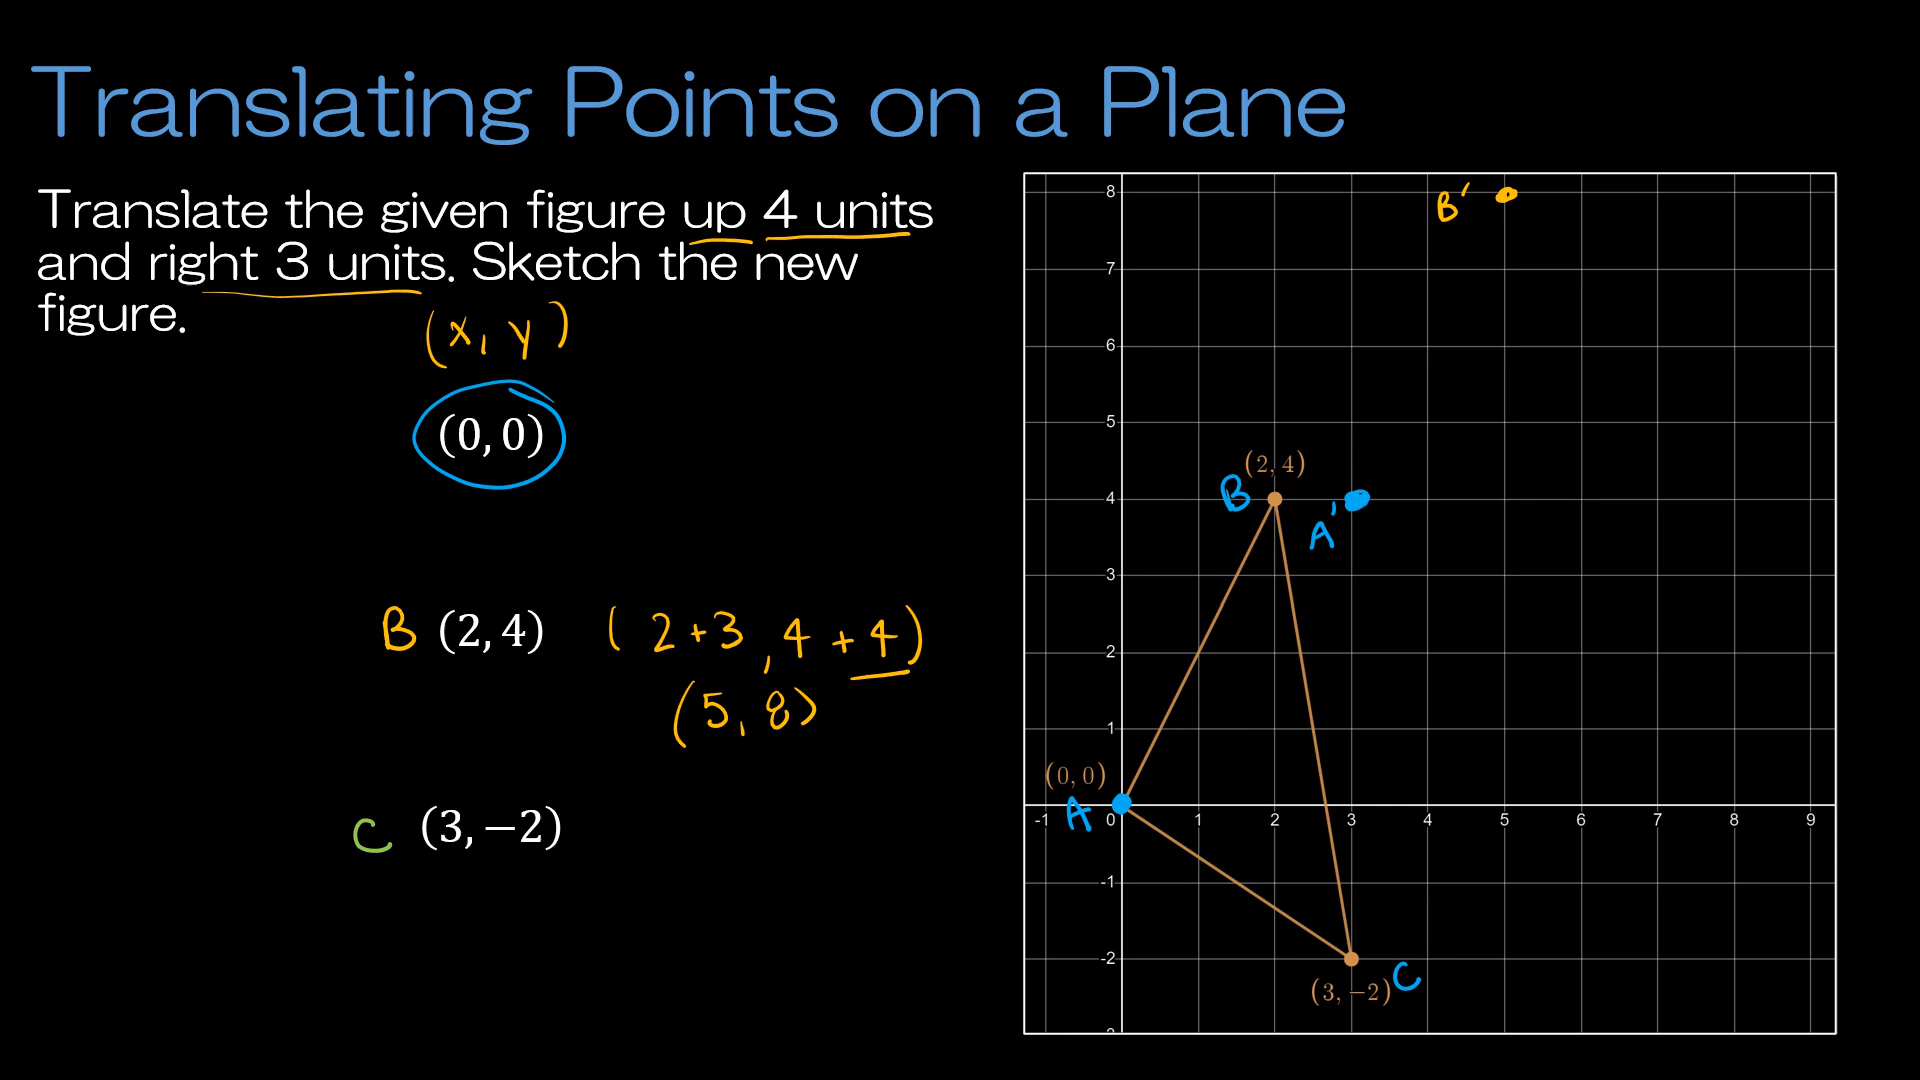 Translating Points on a Plane
Translate the given figure up 4 units
and right 3 units. Sketch the new
figure.
(x, y)
(0, 0)
B (2, 4) (2+3, 4+4)
(5, 8)
C (3, −2)
8
B′
7
6
5
(2, 4)
4
B
A′
3
2
1
(0, 0)
A
-1 0 1 2 3 4 5 6 7 8 9
-1
-2
C
(3, −2)